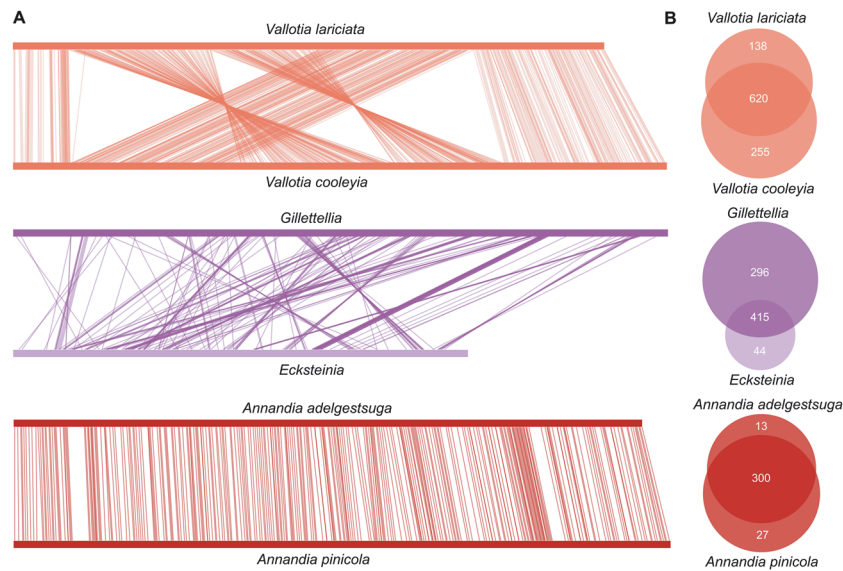 A
B
Vallotia lariciata
Vallotia lariciata
138
620
255
Vallotia cooleyia
Vallotia cooleyia
Gillettellia
Gillettellia
296
415
44
Ecksteinia
Ecksteinia
Annandia adelgestsuga
Annandia adelgestsuga
13
300
27
Annandia pinicola
Annandia pinicola